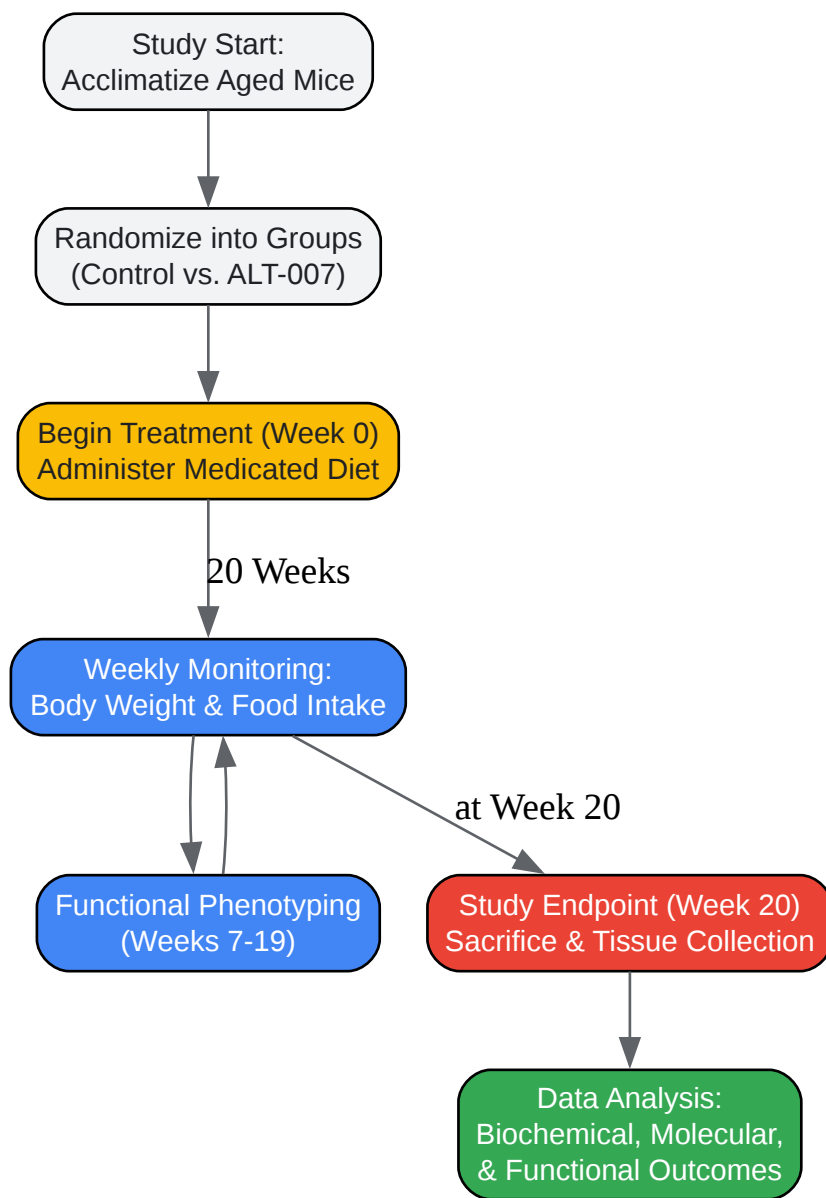 Study Start:
Acclimatize Aged Mice
Randomize into Groups
(Control vs. ALT-007)
Begin Treatment (Week 0)
Administer Medicated Diet
20 Weeks
Weekly Monitoring:
Body Weight & Food Intake
at Week 20
Functional Phenotyping
(Weeks 7-19)
Study Endpoint (Week 20)
Sacrifice & Tissue Collection
Data Analysis:
Biochemical, Molecular,
& Functional Outcomes